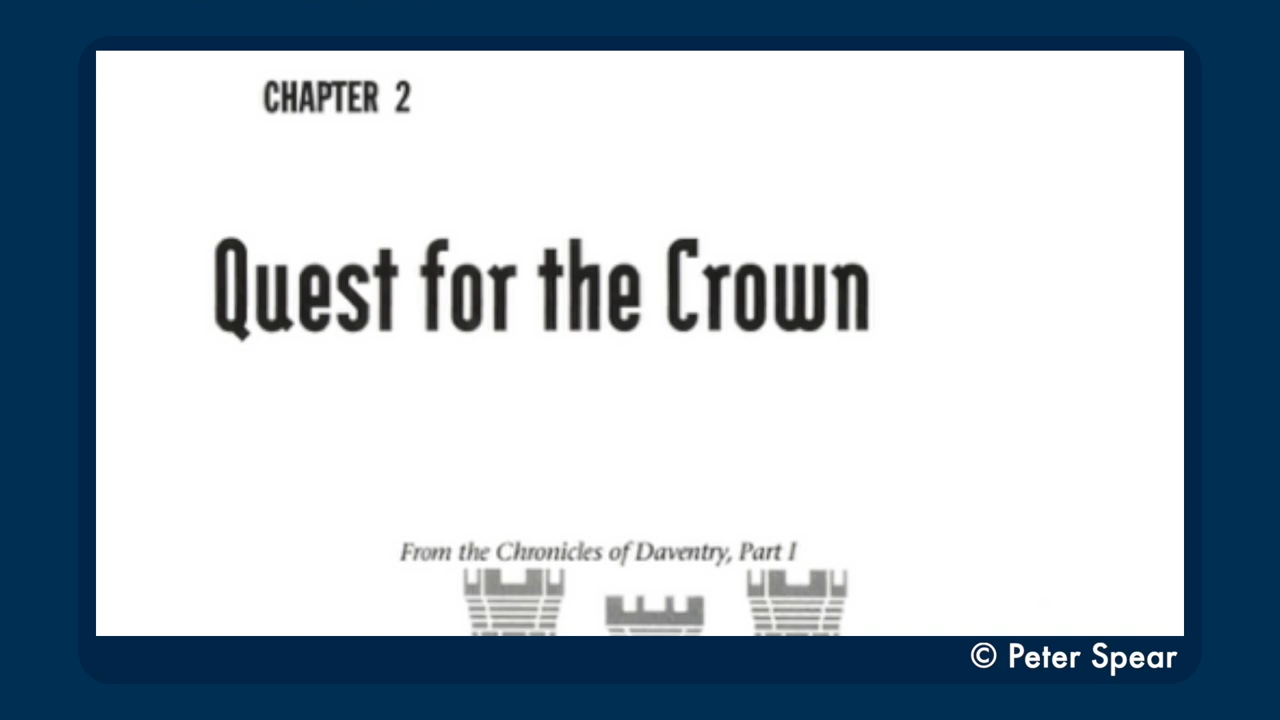 CHAPTER 2
Quest for the Crown
From the Chronicles of Daventry, Part I
© Peter Spear